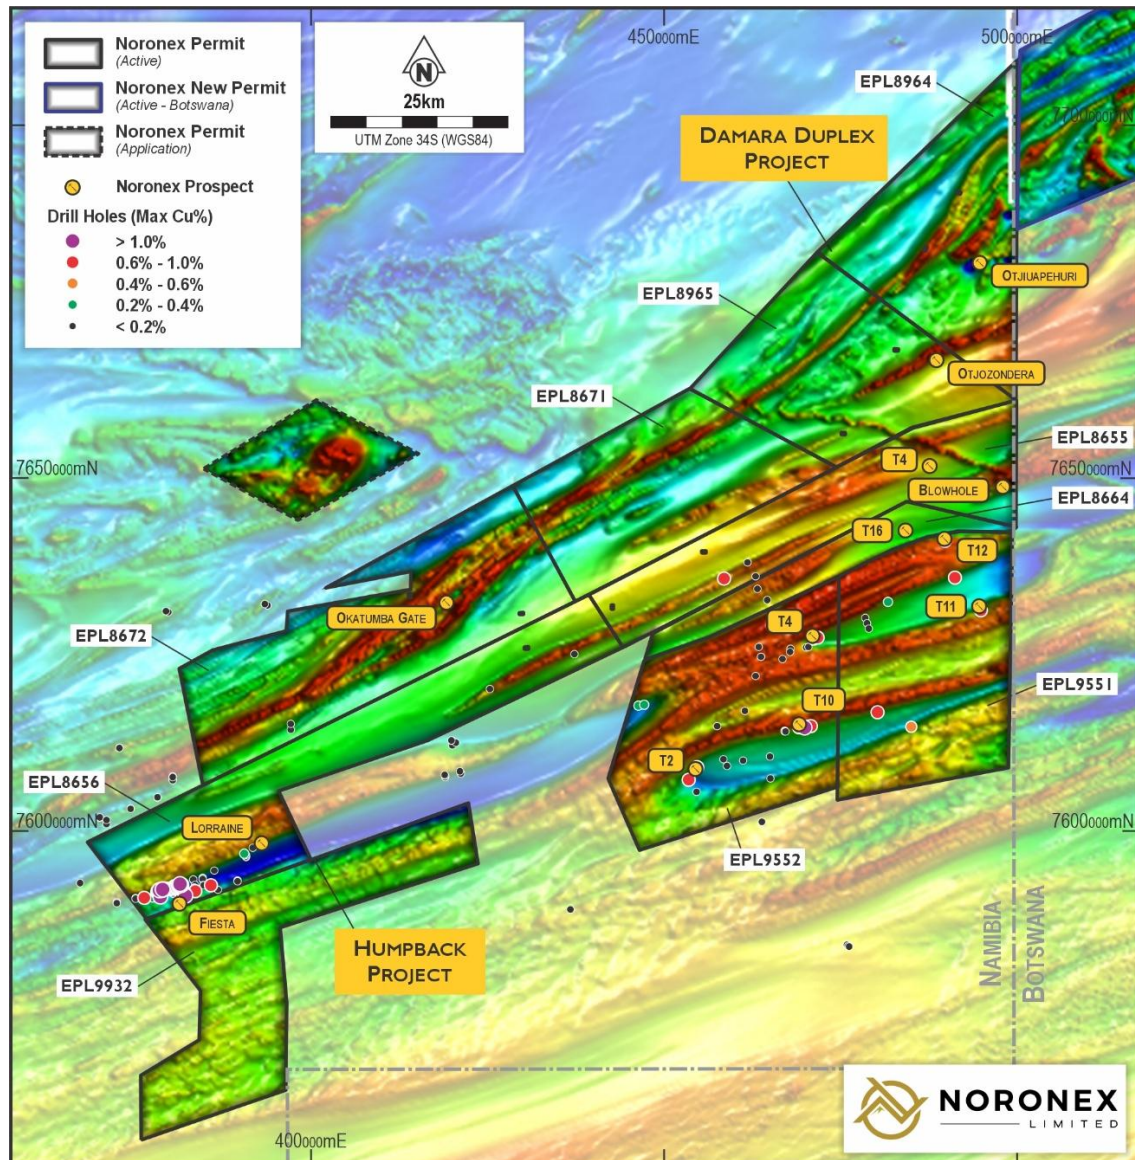 Noronex Permit
(Active)
Noronex New Permit
(Active - Botswana)
Noronex Permit
(Application)
Noronex Prospect
Drill Holes (Max Cu%)
> 1.0%
0.6% - 1.0%
0.4% - 0.6%
0.2% - 0.4%
< 0.2%
N
25km
UTM Zone 34S (WGS84)
450000mE
500000mE
EPL8964
7700000mN
DAMARA DUPLEX
PROJECT
OTJIUAPEHURI
EPL8965
OTJOZONDERA
EPL8671
EPL8655
7650000mN
T4
7650000mN
BLOWHOLE
EPL8664
T16
T12
OKATUMBA GATE
T11
EPL8672
T4
EPL9551
T10
T2
EPL8656
7600000mN
LORRAINE
7600000mN
EPL9552
FIESTA
HUMPBACK
PROJECT
NAMIBIA
BOTSWANA
EPL9932
400000mE
NORONEX
LIMITED